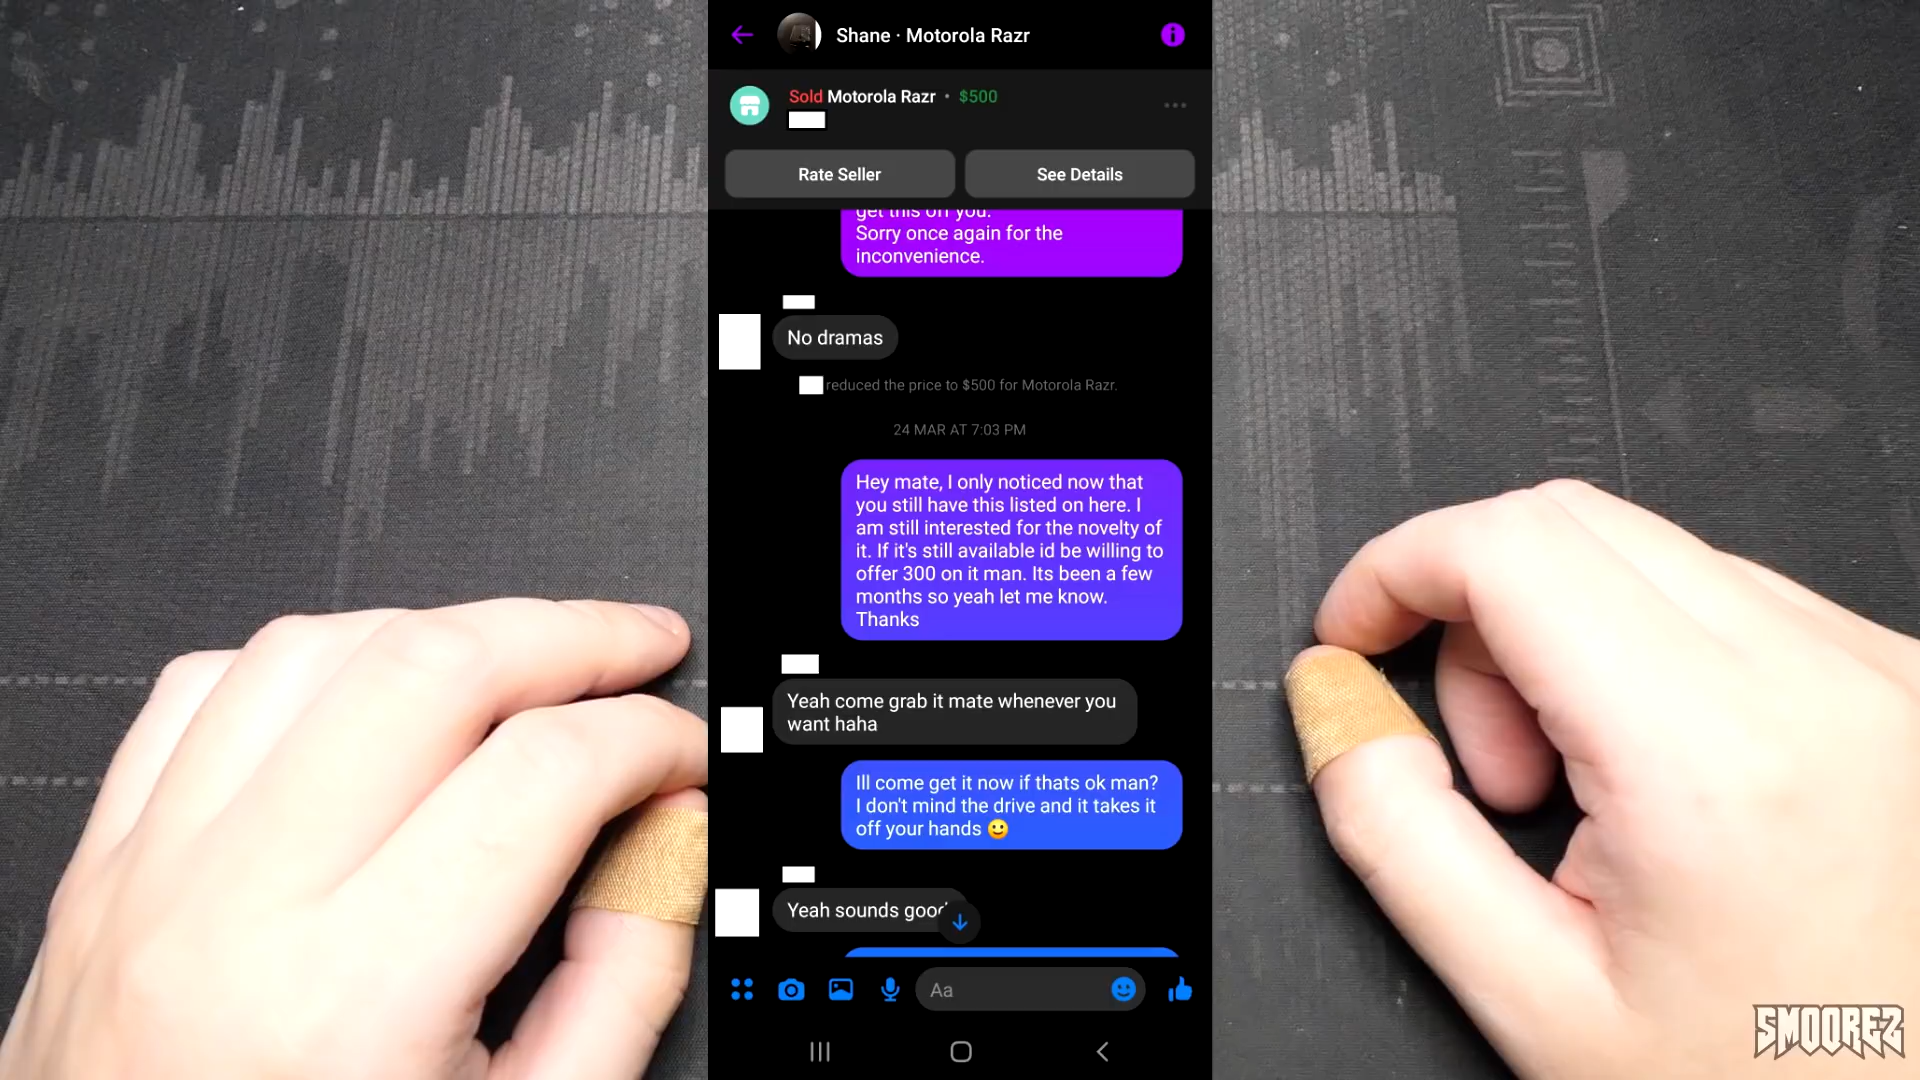 Shane · Motorola Razr
Sold Motorola Razr · $500
Rate Seller
See Details
get this off you.
Sorry once again for the
inconvenience.
No dramas
reduced the price to $500 for Motorola Razr.
24 MAR AT 7:03 PM
Hey mate, I only noticed now that
you still have this listed on here. I
am still interested for the novelty of
it. If it's still available id be willing to
offer 300 on it man. Its been a few
months so yeah let me know.
Thanks
Yeah come grab it mate whenever you
want haha
Ill come get it now if thats ok man?
I don't mind the drive and it takes it
off your hands 🙂
Yeah sounds good
Aa
SMOOREZ